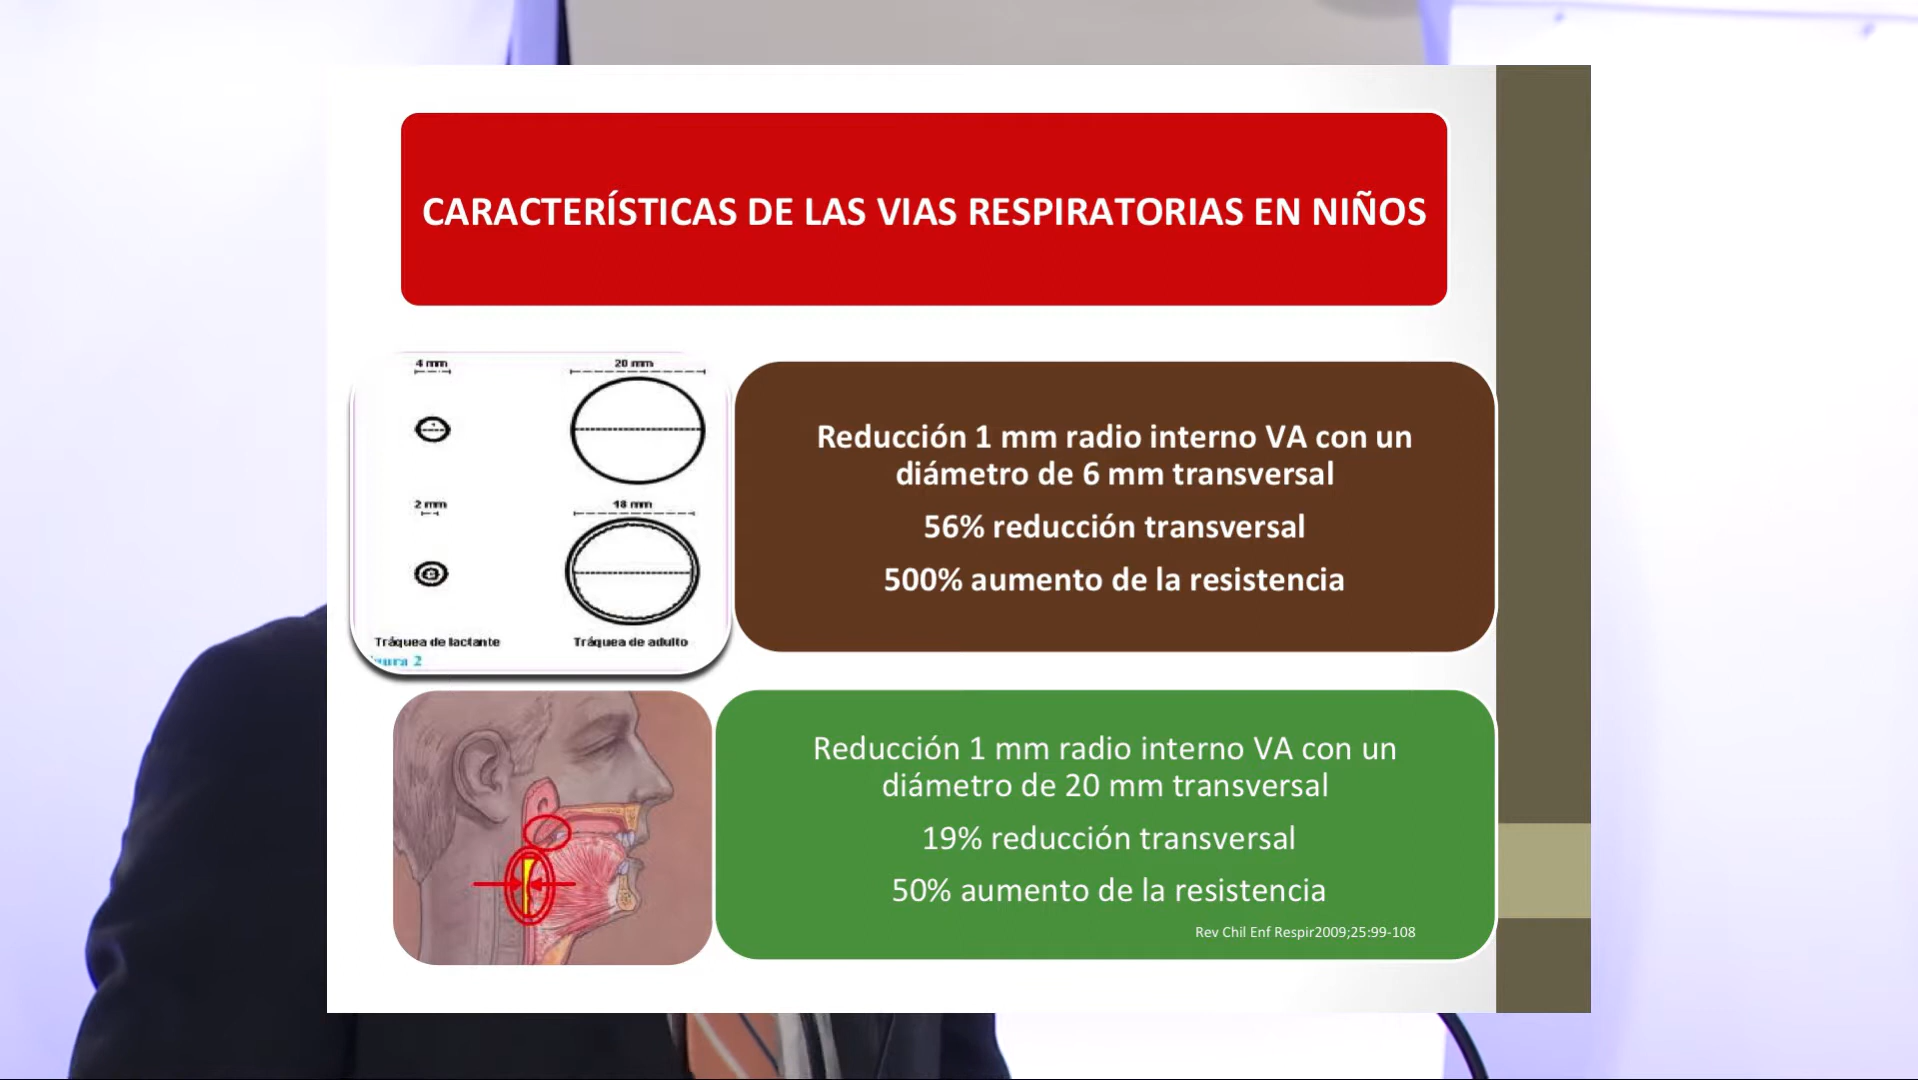 CARACTERÍSTICAS DE LAS VIAS RESPIRATORIAS EN NIÑOS
4 mm
20 mm
2 mm
18 mm
Tráquea de lactante
Tráquea de adulto
Reducción 1 mm radio interno VA con un
diámetro de 6 mm transversal
56% reducción transversal
500% aumento de la resistencia
Reducción 1 mm radio interno VA con un
diámetro de 20 mm transversal
19% reducción transversal
50% aumento de la resistencia
Rev Chil Enf Respir2009;25:99-108